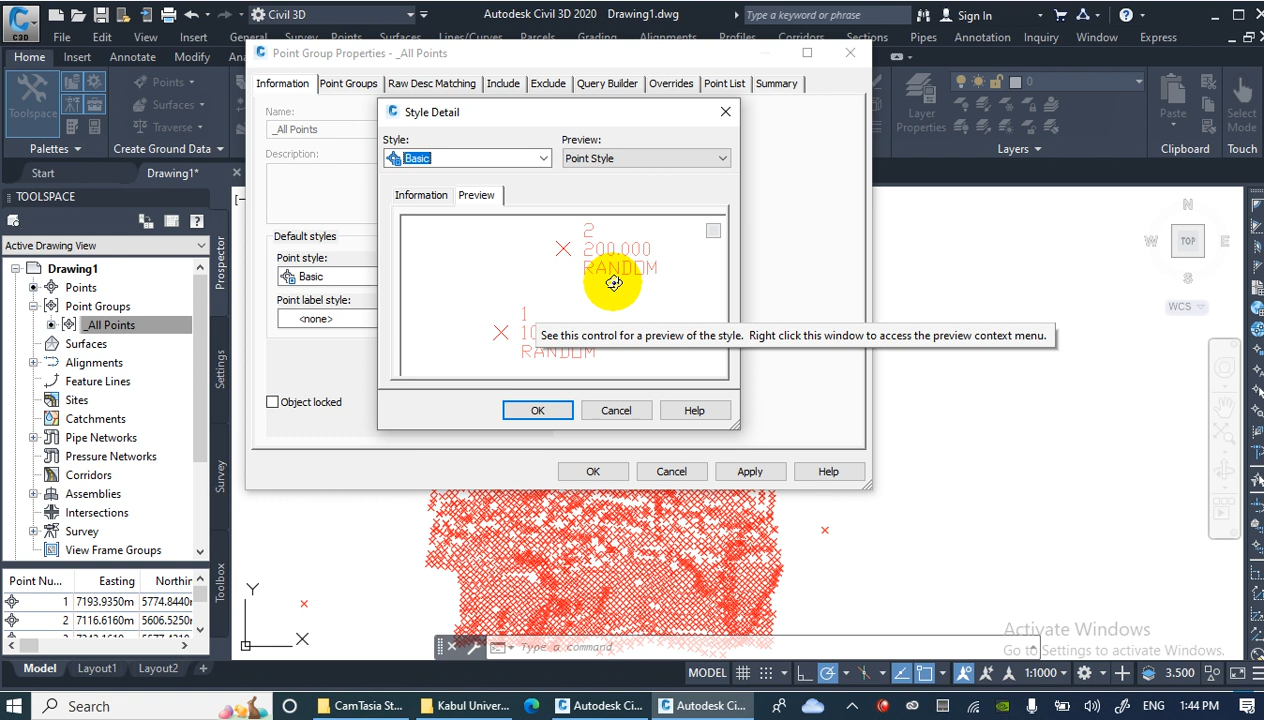 Civil 3D
Autodesk Civil 3D 2020 Drawing1.dwg
Type a keyword or phrase
Sign In
C3D
File Edit View Insert General Survey Points Surfaces Lines/Curves Parcels Grading Alignments Profiles Corridors Sections Pipes Annotation Inquiry Window Express
Home Insert Annotate Modify
Toolspace
Points
Surfaces
Traverse
Palettes
Create Ground Data
Layer Properties
0
Layers
Paste
Clipboard
Select Mode
Touch
Start
Drawing1*
TOOLSPACE
Active Drawing View
Drawing1
Points
Point Groups
_All Points
Surfaces
Alignments
Feature Lines
Sites
Catchments
Pipe Networks
Pressure Networks
Corridors
Assemblies
Intersections
Survey
View Frame Groups
Prospector
Settings
Survey
Toolbox
Point Nu... Easting Northin
1 7193.9350m 5774.8440
2 7116.6160m 5606.5250
Point Group Properties - _All Points
Information Point Groups Raw Desc Matching Include Exclude Query Builder Overrides Point List Summary
Name:
_All Points
Description:
Default styles
Point style:
Basic
Point label style:
<none>
Object locked
OK Cancel Apply Help
Style Detail
Style: Preview:
Basic Point Style
Information Preview
2
200.000
RANDOM
1
10
RANDOM
See this control for a preview of the style. Right click this window to access the preview context menu.
OK Cancel Help
N
W TOP E
S
WCS
Y
X
Type a command
Activate Windows
Go to Settings to activate Windows.
Model Layout1 Layout2 +
MODEL
1:1000
3.500
Search
CamTasia St...
Kabul Univer...
Autodesk Ci...
Autodesk Ci...
ENG
1:44 PM